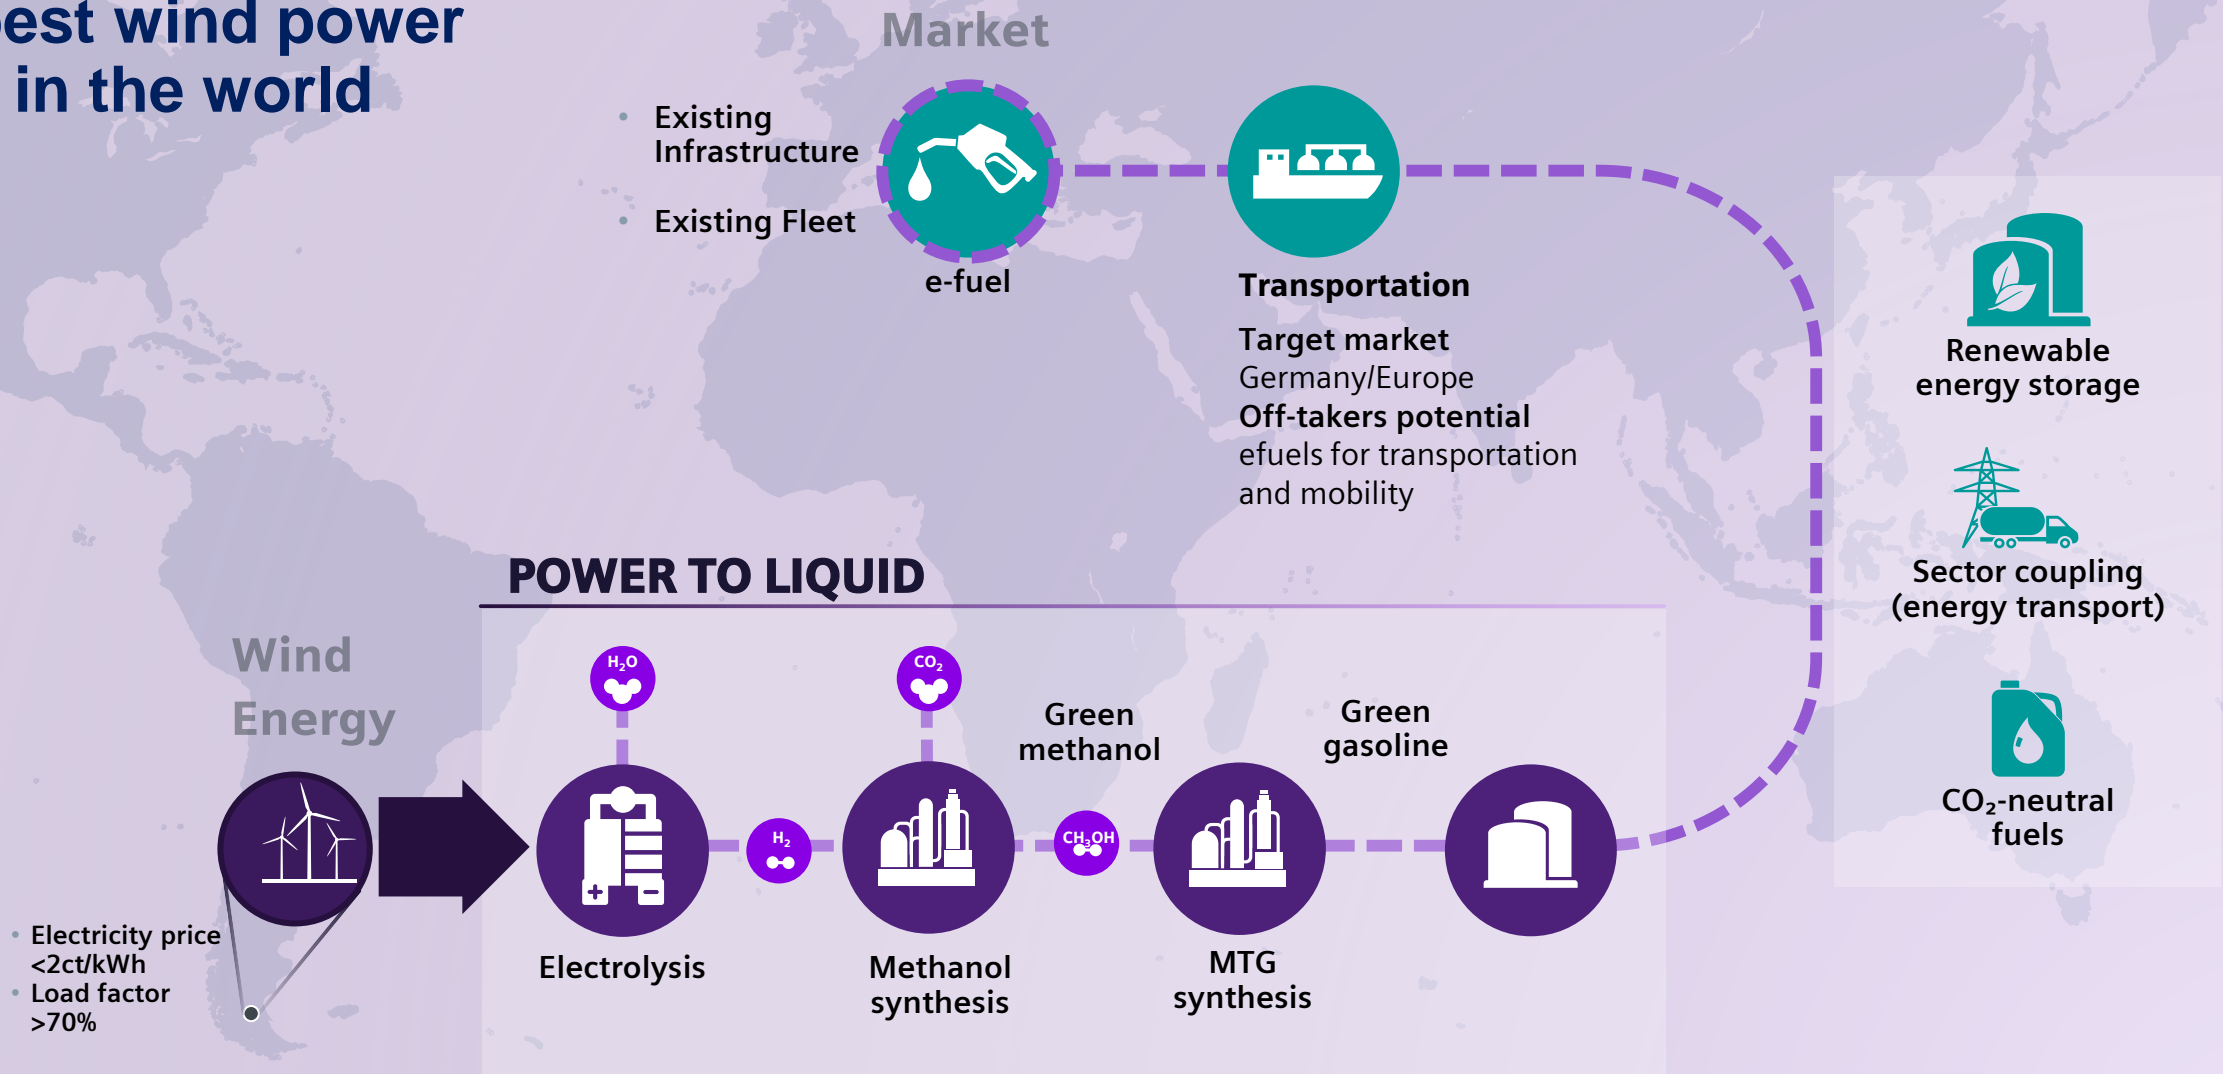 wind power
in the world
Market
Existing
Infrastructure
Existing Fleet
e-fuel
Transportation
Target market
Germany/Europe
Off-takers potential
efuels for transportation
and mobility
Renewable
energy storage
Sector coupling
(energy transport)
CO₂-neutral
fuels
POWER TO LIQUID
Wind
Energy
H₂O
CO₂
Green
methanol
Green
gasoline
H₂
CH₃OH
Electrolysis
Methanol
synthesis
MTG
synthesis
Electricity price
<2ct/kWh
Load factor
>70%